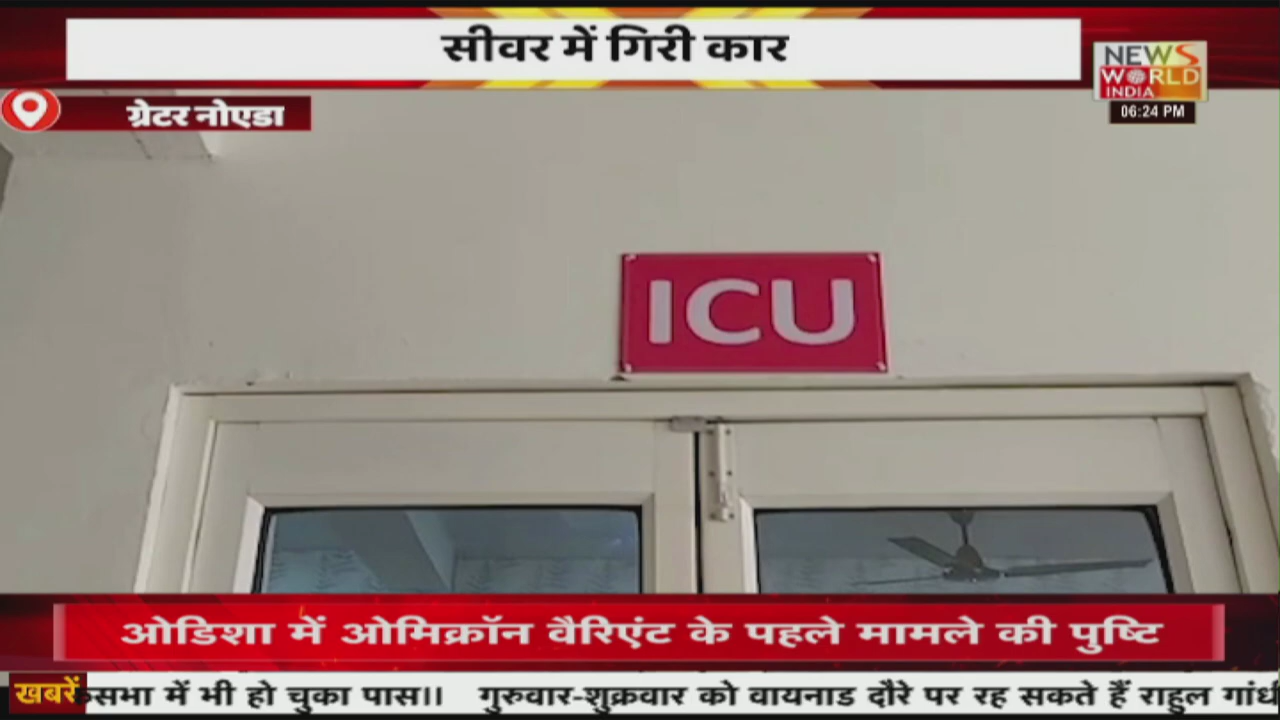 सीवर में गिरी कार
NEWS
WORLD
INDIA
06:24 PM
ग्रेटर नोएडा
ICU
ओडिशा में ओमिक्रॉन वैरिएंट के पहले मामले की पुष्टि
खबरें सभा में भी हो चुका पास।। गुरुवार-शुक्रवार को वायनाड दौरे पर रह सकते हैं राहुल